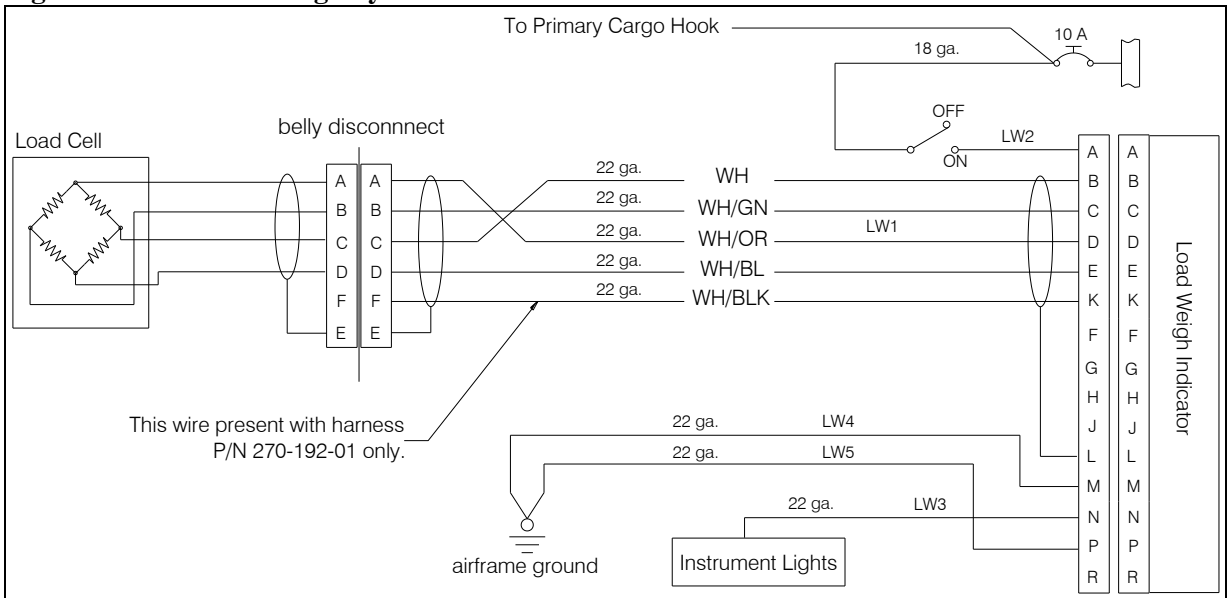 To Primary Cargo Hook
10 A
18 ga.
OFF
ON
LW2
Load Cell
belly disconnnect
A A
B B
C C
D D
F F
E E
22 ga. WH
22 ga. WH/GN
22 ga. WH/OR LW1
22 ga. WH/BL
22 ga. WH/BLK
This wire present with harness
P/N 270-192-01 only.
22 ga. LW4
22 ga. LW5
22 ga. LW3
airframe ground
Instrument Lights
A A
B B
C C
D D
E E
K K
F F
G G
H H
J J
L L
M M
N N
P P
R R
Load Weigh Indicator